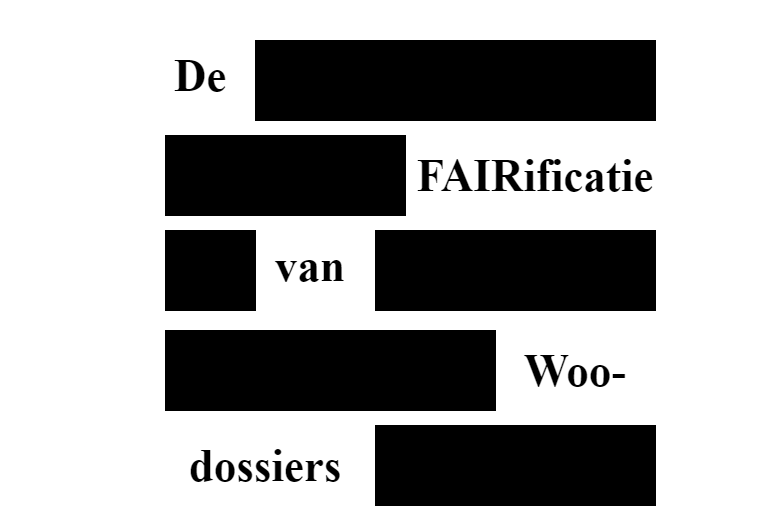 De
FAIRificatie
van
Woo-
dossiers